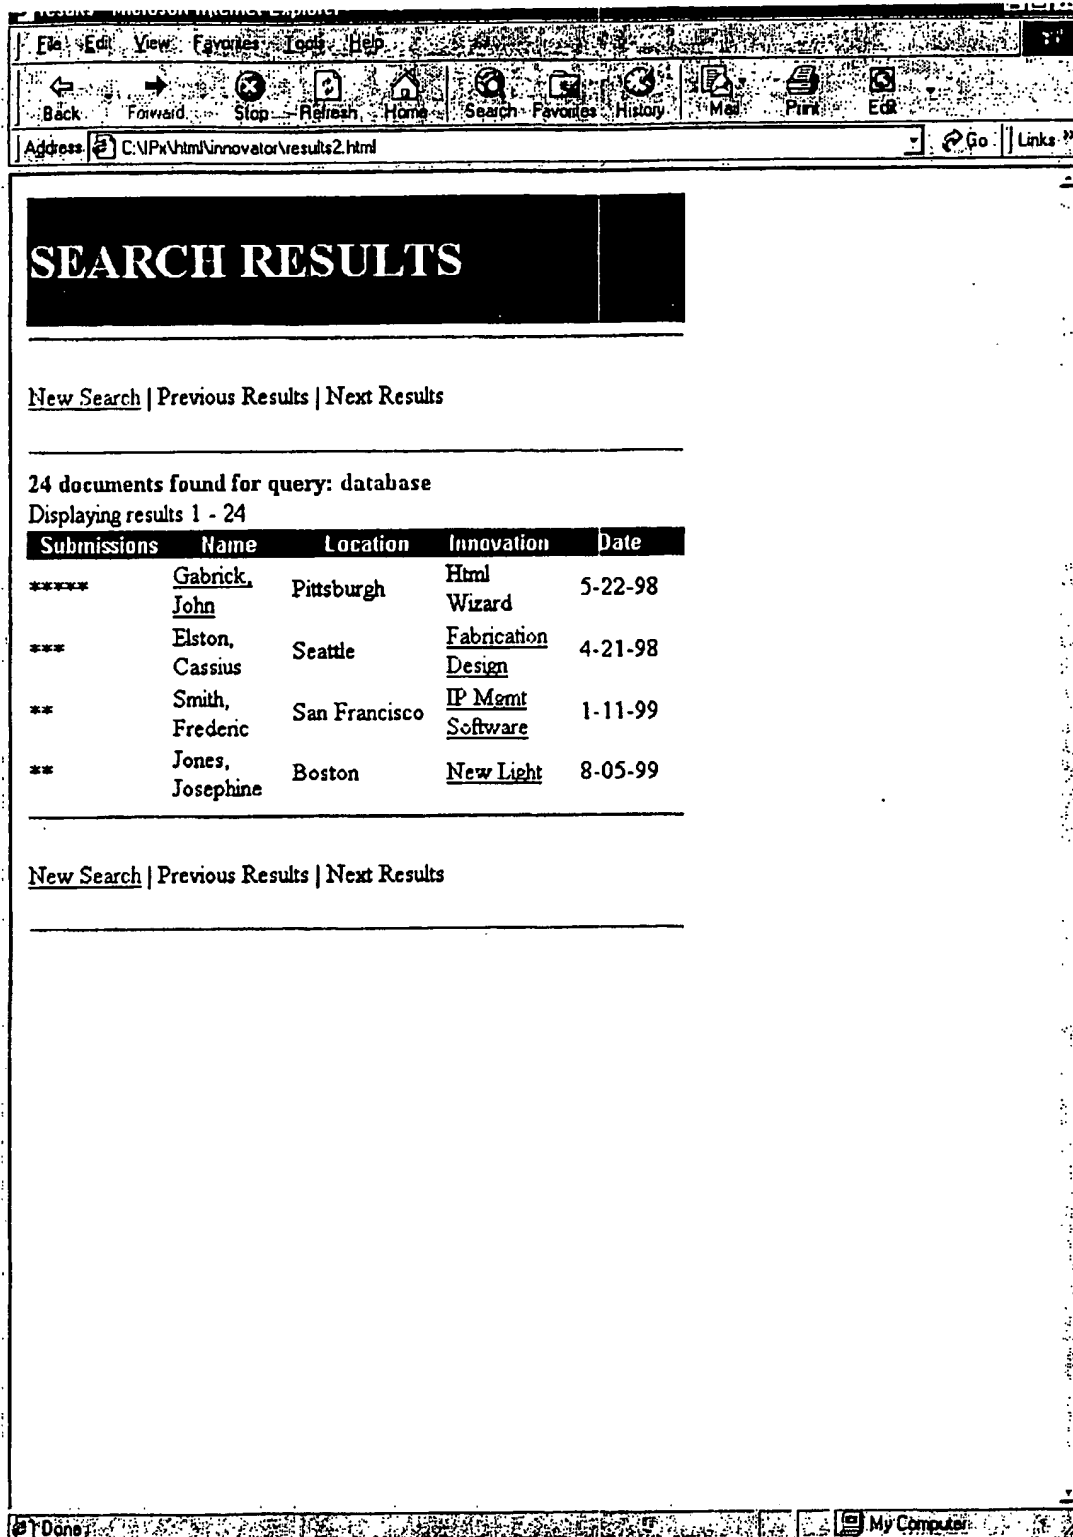 Results - Microsoft Internet Explorer
File Edit View Favorites Tools Help
Back Forward Stop Refresh Home Search Favorites History Mail Print Edit
Address C:\IPx\html\innovator\results2.html Go Links »
SEARCH RESULTS
New Search | Previous Results | Next Results
24 documents found for query: database
Displaying results 1 - 24
Submissions Name Location Innovation Date
***** Gabrick, John Pittsburgh Html Wizard 5-22-98
*** Elston, Cassius Seattle Fabrication Design 4-21-98
** Smith, Frederic San Francisco IP Mgmt Software 1-11-99
** Jones, Josephine Boston New Light 8-05-99
New Search | Previous Results | Next Results
Done My Computer